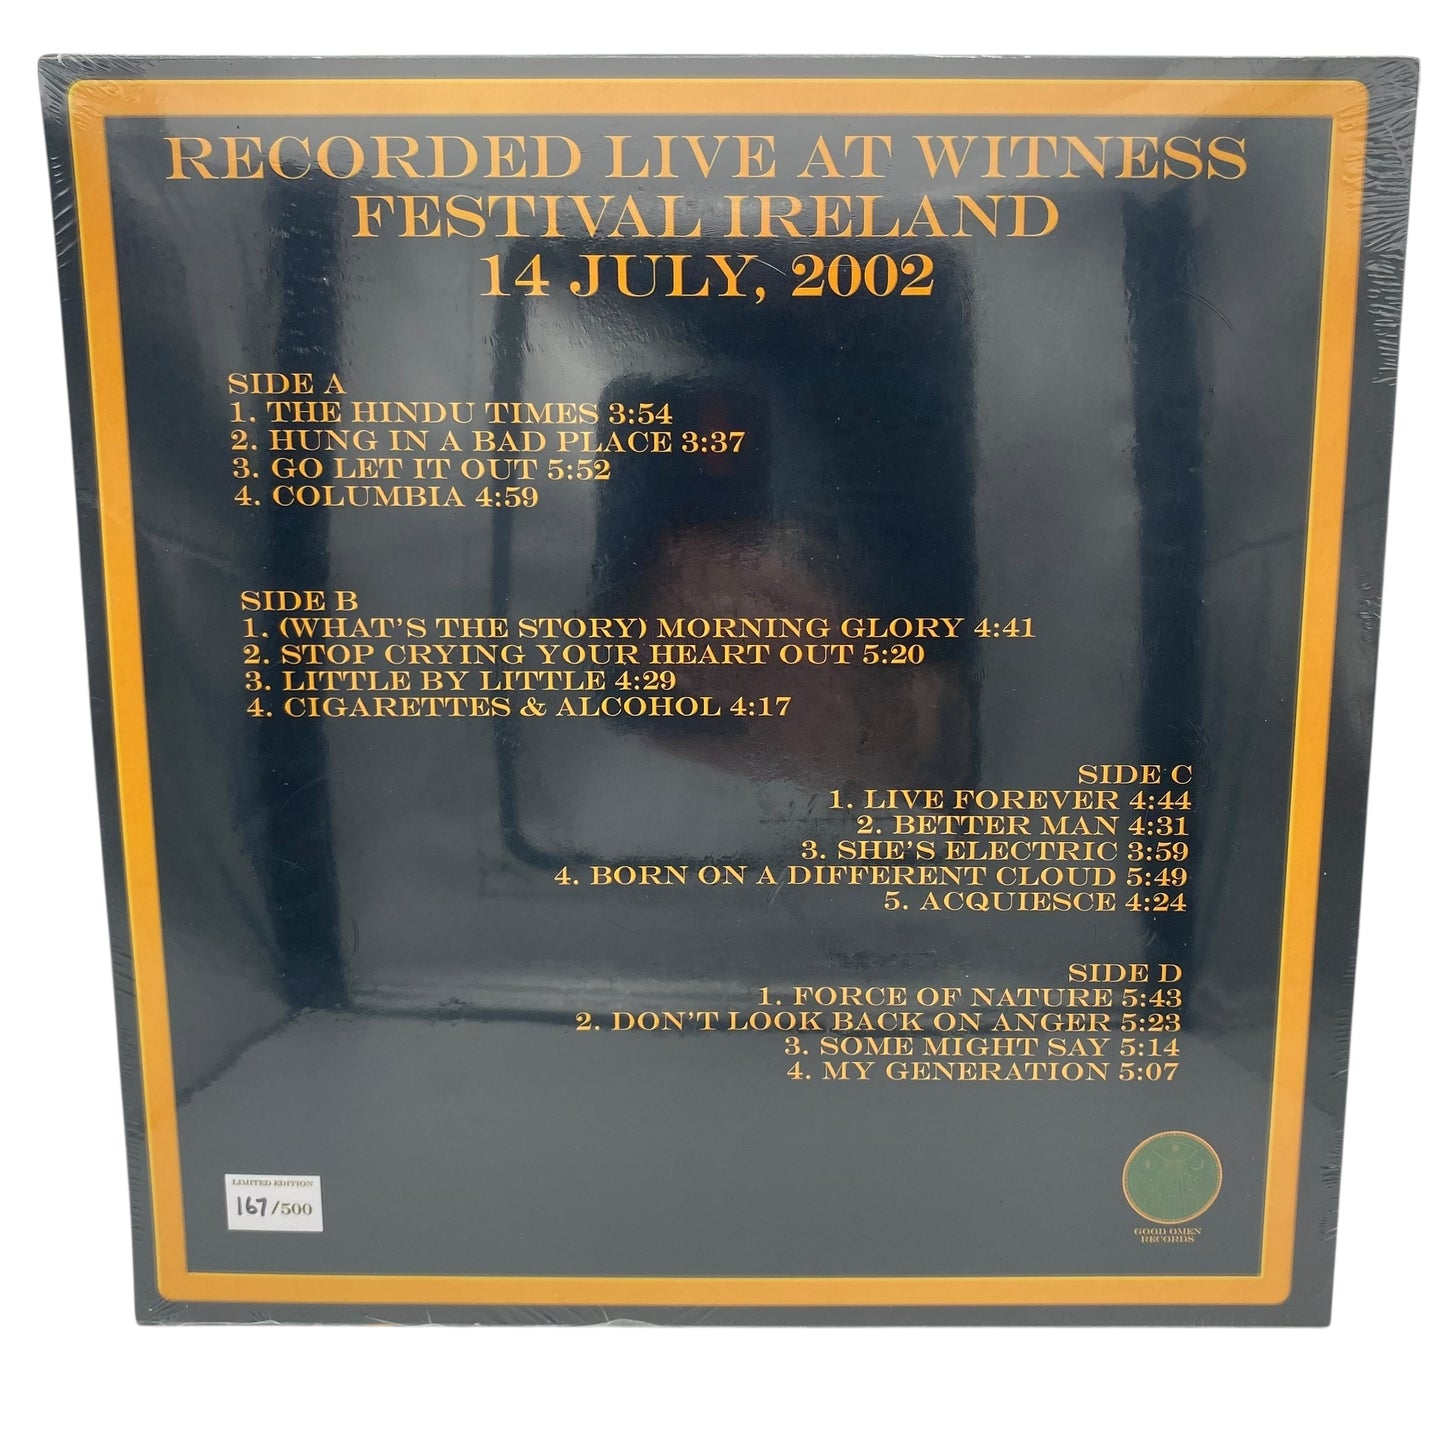 RECORDED LIVE AT WITNESS
FESTIVAL IRELAND
14 JULY, 2002
SIDE A
1. THE HINDU TIMES 3:54
2. HUNG IN A BAD PLACE 3:37
3. GO LET IT OUT 5:52
4. COLUMBIA 4:59
SIDE B
1. (WHAT'S THE STORY) MORNING GLORY 4:41
2. STOP CRYING YOUR HEART OUT 5:20
3. LITTLE BY LITTLE 4:29
4. CIGARETTES & ALCOHOL 4:17
SIDE C
1. LIVE FOREVER 4:44
2. BETTER MAN 4:31
3. SHE'S ELECTRIC 3:59
4. BORN ON A DIFFERENT CLOUD 5:49
5. ACQUIESCE 4:24
SIDE D
1. FORCE OF NATURE 5:43
2. DON'T LOOK BACK ON ANGER 5:23
3. SOME MIGHT SAY 5:14
4. MY GENERATION 5:07
LIMITED EDITION
167/500
GOOD OMEN
RECORDS